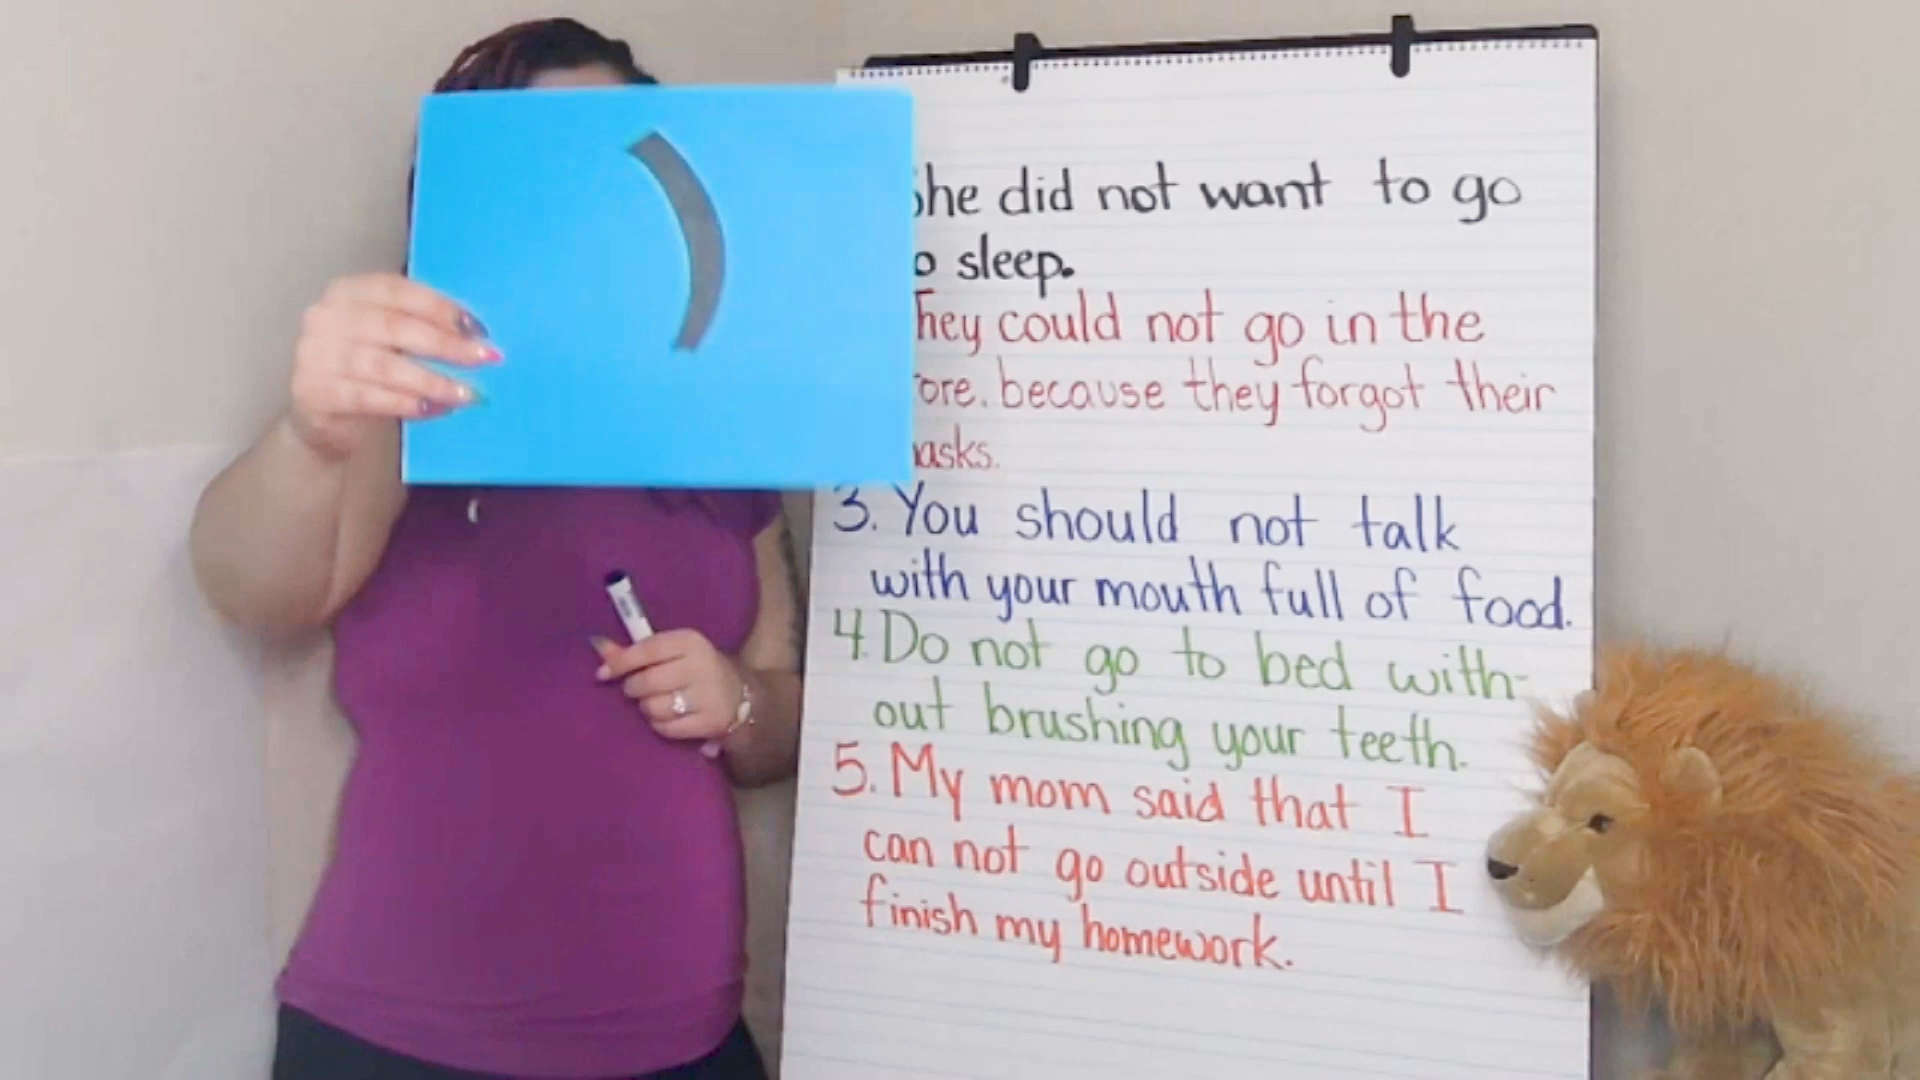 he did not want to go
sleep.
hey could not go in the
ore. because they forgot their
asks.
3. You should not talk
with your mouth full of food.
4. Do not go to bed with-
out brushing your teeth.
5. My mom said that I
can not go outside until I
finish my homework.